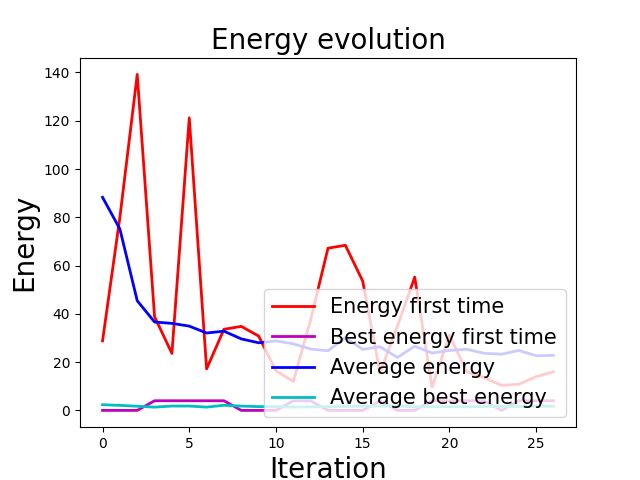 Energy evolution
Energy
140
120
100
80
60
40
20
0
Energy first time
Best energy first time
Average energy
Average best energy
0 5 10 15 20 25
Iteration